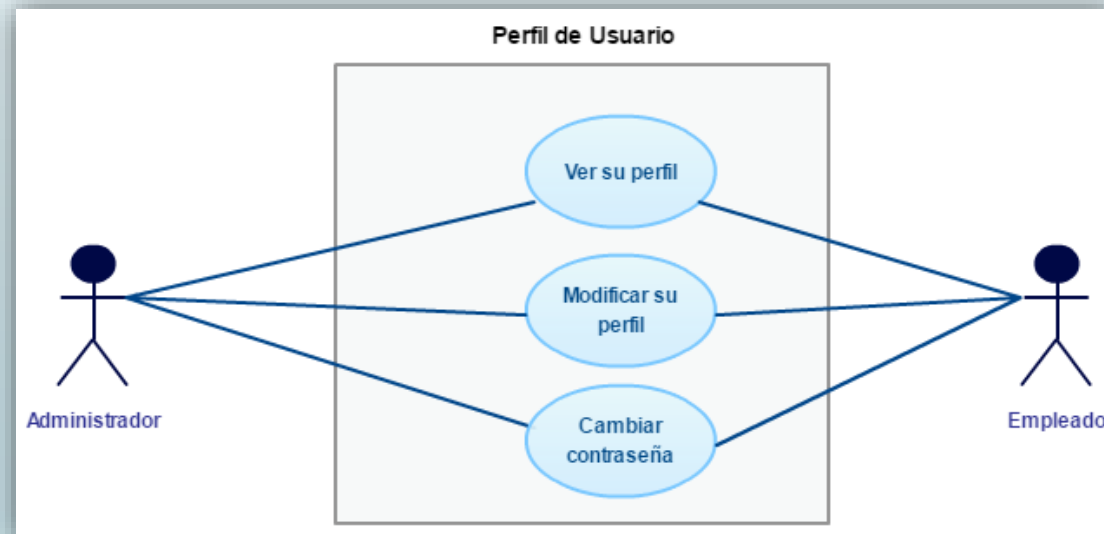 Perfil de Usuario
Ver su perfil
Modificar su
perfil
Cambiar
contraseña
Administrador
Empleado